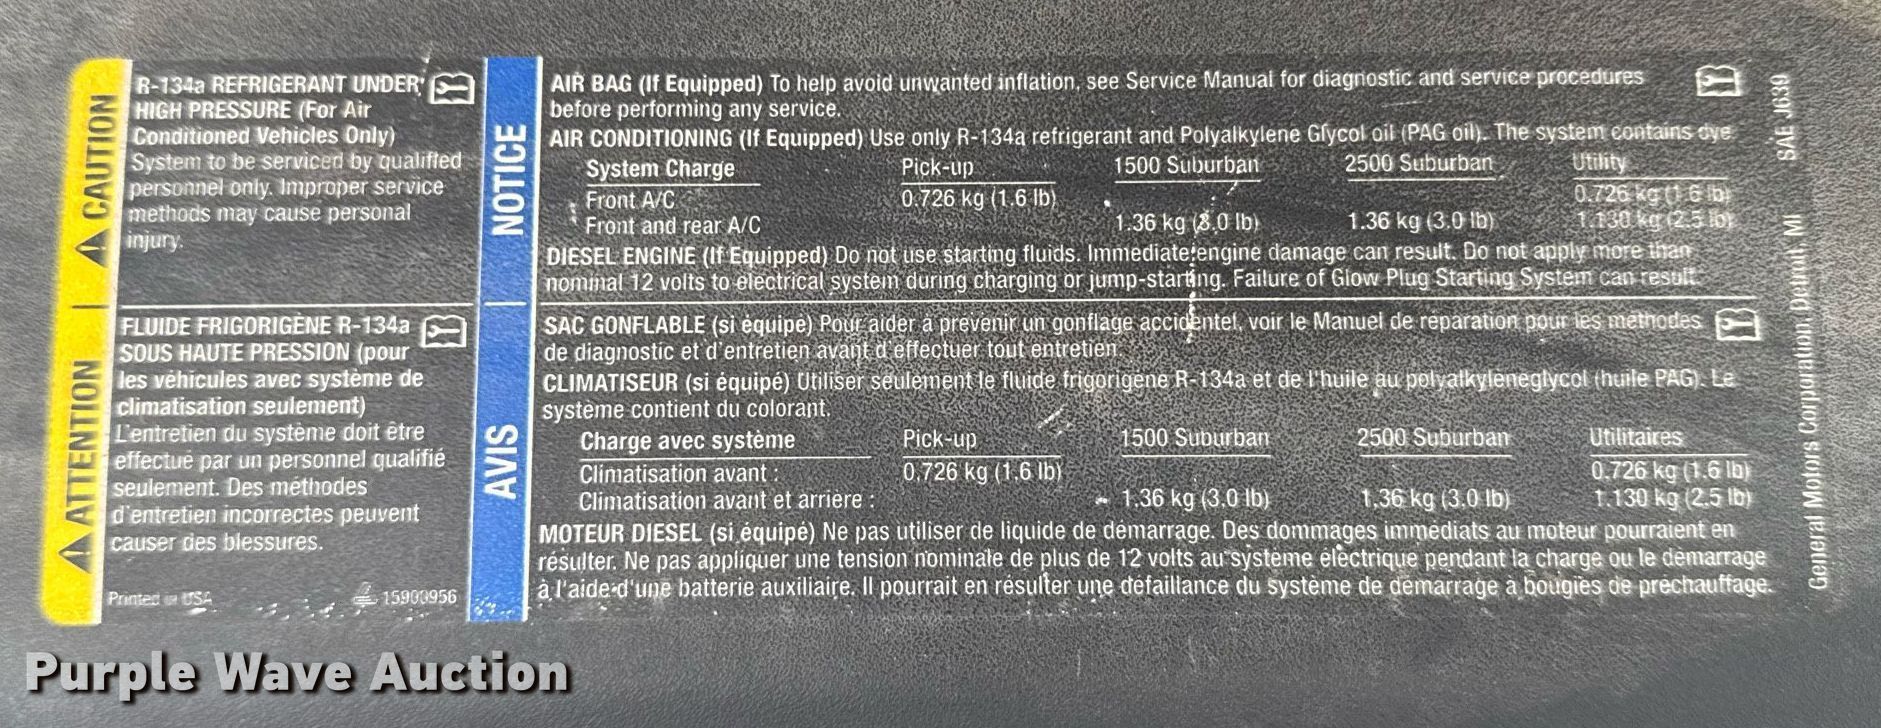 CAUTION
R-134a REFRIGERANT UNDER
HIGH PRESSURE (For Air
Conditioned Vehicles Only)
System to be serviced by qualified
personnel only. Improper service
methods may cause personal
injury.
ATTENTION
FLUIDE FRIGORIGÈNE R-134a
SOUS HAUTE PRESSION (pour
les véhicules avec système de
climatisation seulement)
L'entretien du système doit être
effectué par un personnel qualifié
seulement. Des méthodes
d'entretien incorrectes peuvent
causer des blessures.
Printed in USA 15900956
NOTICE
AIR BAG (If Equipped) To help avoid unwanted inflation, see Service Manual for diagnostic and service procedures
before performing any service.
AIR CONDITIONING (If Equipped) Use only R-134a refrigerant and Polyalkylene Glycol oil (PAG oil). The system contains dye
System Charge Pick-up 1500 Suburban 2500 Suburban Utility
Front A/C 0.726 kg (1.6 lb) 0.726 kg (1.6 lb)
Front and rear A/C 1.36 kg (3.0 lb) 1.36 kg (3.0 lb) 1.130 kg (2.5 lb)
DIESEL ENGINE (If Equipped) Do not use starting fluids. Immediate engine damage can result. Do not apply more than
nominal 12 volts to electrical system during charging or jump-starting. Failure of Glow Plug Starting System can result.
AVIS
SAC GONFLABLE (si équipé) Pour aider à prévenir un gonflage accidentel, voir le Manuel de réparation pour les méthodes
de diagnostic et d'entretien avant d'effectuer tout entretien.
CLIMATISEUR (si équipé) Utiliser seulement le fluide frigorigène R-134a et de l'huile au polyalkylèneglycol (huile PAG). Le
système contient du colorant.
Charge avec système Pick-up 1500 Suburban 2500 Suburban Utilitaires
Climatisation avant : 0.726 kg (1.6 lb) 0.726 kg (1.6 lb)
Climatisation avant et arrière : 1.36 kg (3.0 lb) 1.36 kg (3.0 lb) 1.130 kg (2.5 lb)
MOTEUR DIESEL (si équipé) Ne pas utiliser de liquide de démarrage. Des dommages immédiats au moteur pourraient en
résulter. Ne pas appliquer une tension nominale de plus de 12 volts au système électrique pendant la charge ou le démarrage
à l'aide d'une batterie auxiliaire. Il pourrait en résulter une défaillance du système de démarrage à bougies de préchauffage.
SAE J639
General Motors Corporation, Detroit, MI
Purple Wave Auction